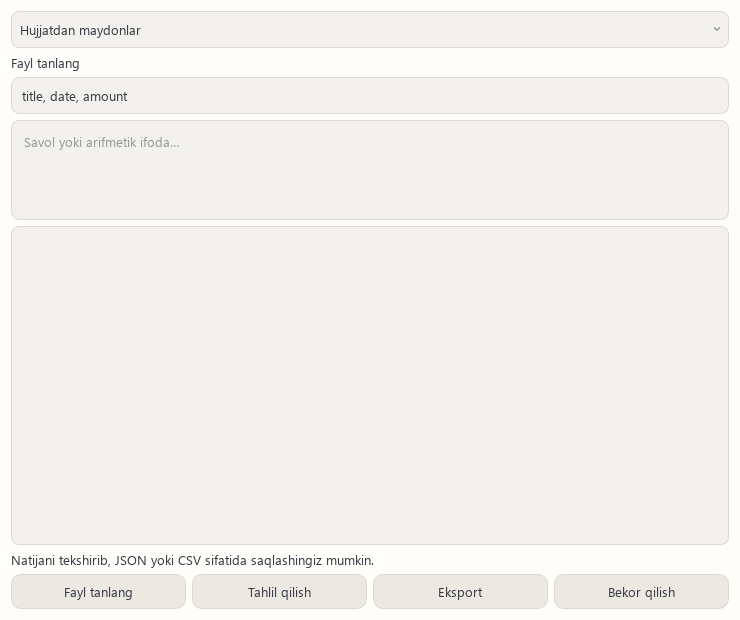 Hujjatdan maydonlar
Fayl tanlang
title, date, amount
Savol yoki arifmetik ifoda...
Natijani tekshirib, JSON yoki CSV sifatida saqlashingiz mumkin.
Fayl tanlang Tahlil qilish Eksport Bekor qilish